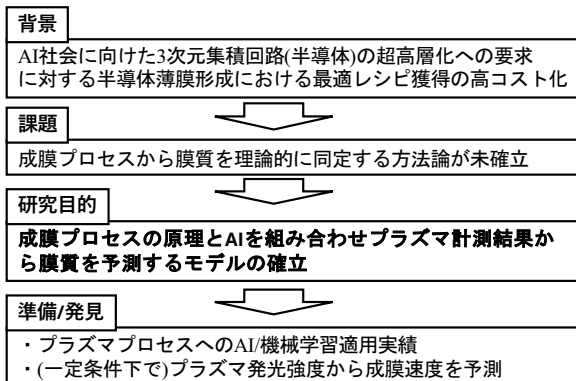 背景
AI社会に向けた3次元集積回路(半導体)の超高層化への要求
に対する半導体薄膜形成における最適レシピ獲得の高コスト化
課題
成膜プロセスから膜質を理論的に同定する方法論が未確立
研究目的
成膜プロセスの原理とAIを組み合わせプラズマ計測結果か
ら膜質を予測するモデルの確立
準備/発見
・プラズマプロセスへのAI/機械学習適用実績
・(一定条件下で)プラズマ発光強度から成膜速度を予測